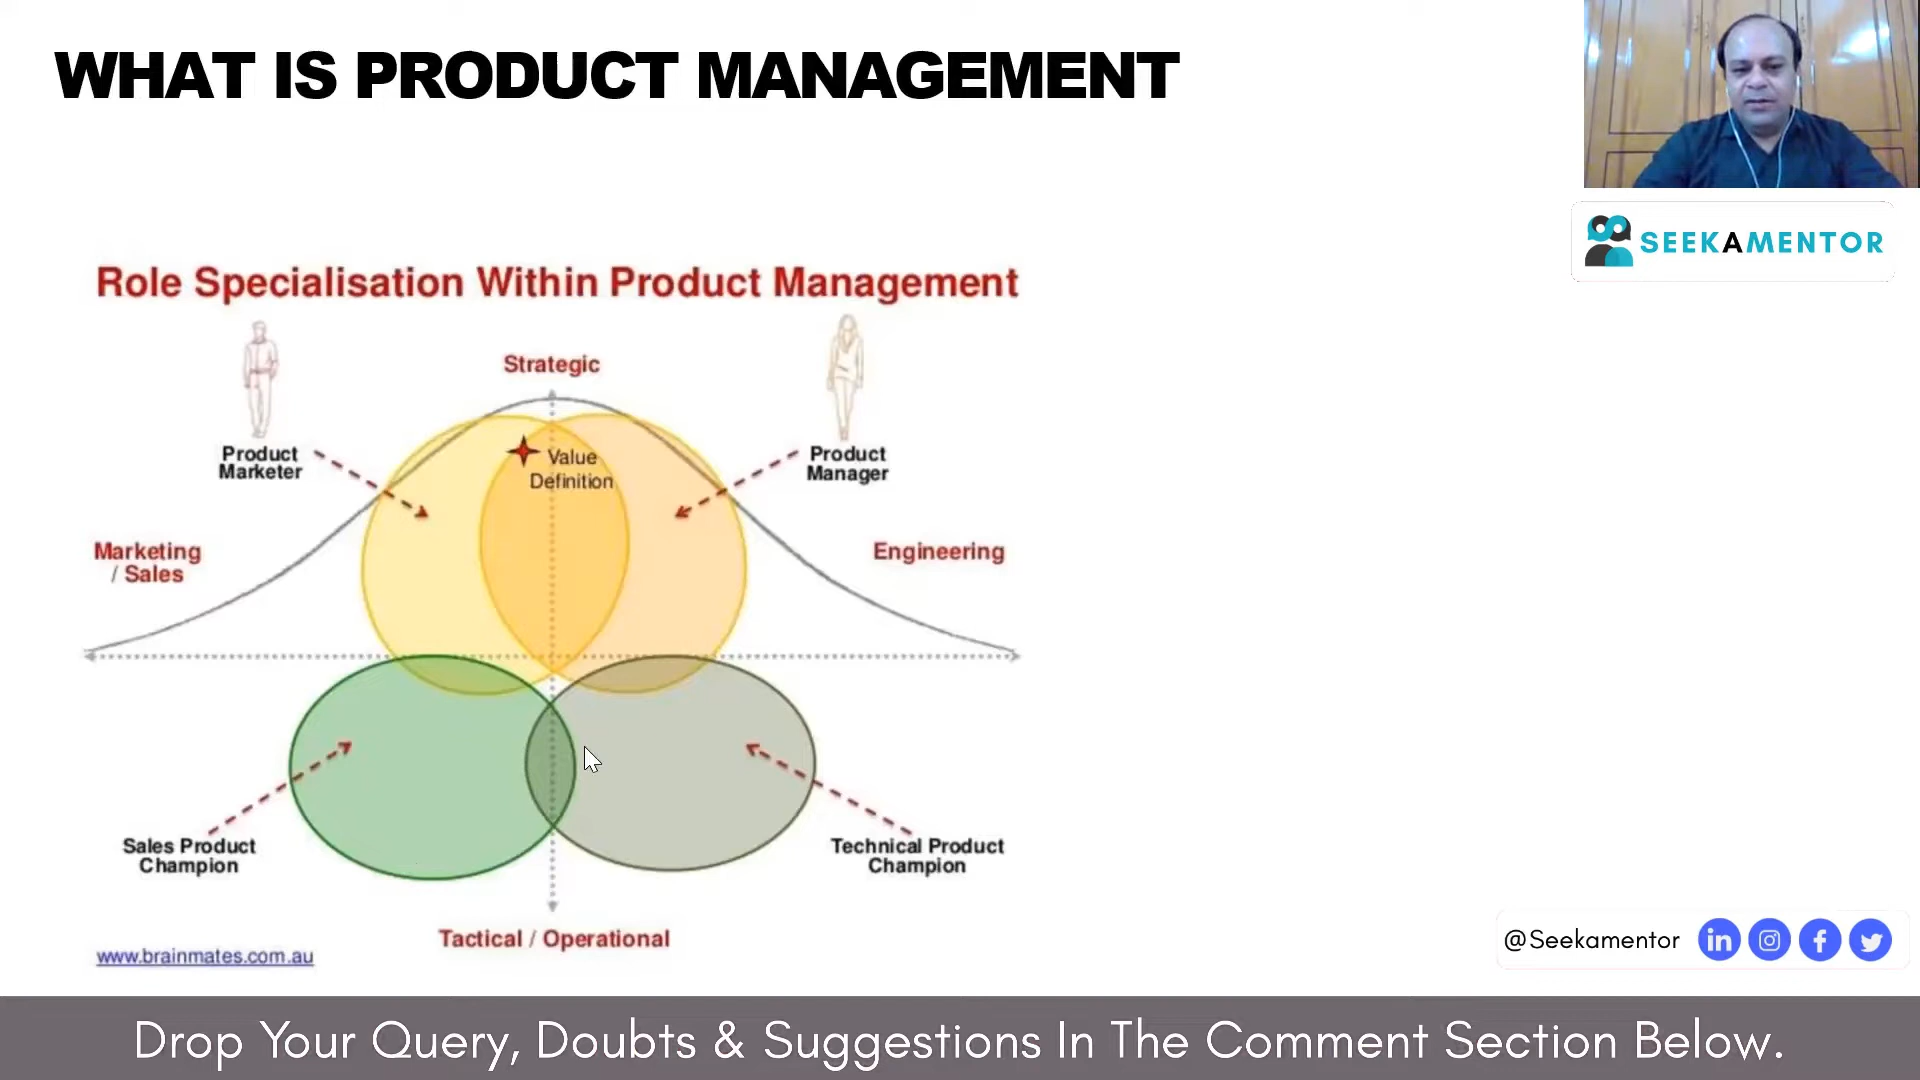 WHAT IS PRODUCT MANAGEMENT
SEEKAMENTOR
Role Specialisation Within Product Management
Strategic
Product
Marketer
Value
Definition
Product
Manager
Marketing
/ Sales
Engineering
Sales Product
Champion
Technical Product
Champion
Tactical / Operational
www.brainmates.com.au
@Seekamentor
Drop Your Query, Doubts & Suggestions In The Comment Section Below.